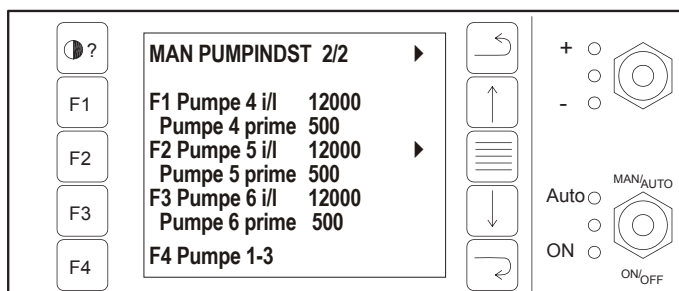 ?
MAN PUMPINDST 2/2
F1
F1 Pumpe 4 i/l 12000
Pumpe 4 prime 500
F2
F2 Pumpe 5 i/l 12000
Pumpe 5 prime 500
F3
F3 Pumpe 6 i/l 12000
Pumpe 6 prime 500
F4
F4 Pumpe 1-3
+
-
MAN/AUTO
Auto
ON
ON/OFF